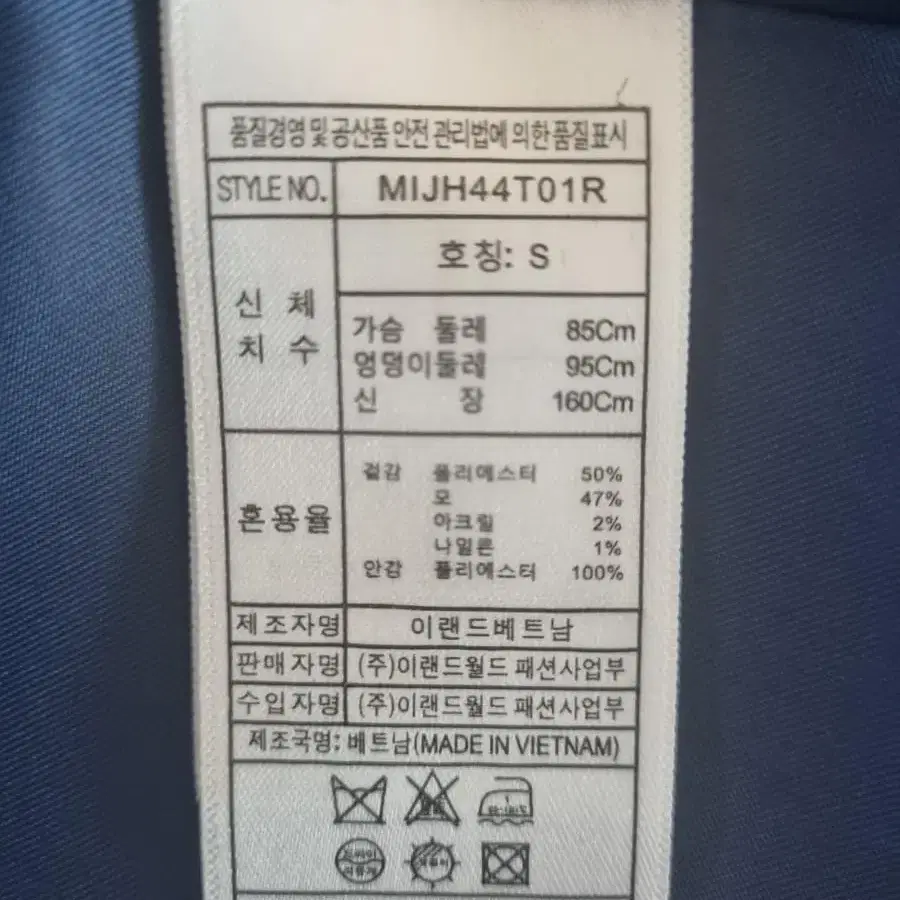 품질경영 및 공산품 안전 관리법에 의한 품질표시
STYLE NO. MIJH44T01R
호칭: S
신체
치수
가슴 둘레 85Cm
엉덩이둘레 95Cm
신 장 160Cm
혼용율
겉감 폴리에스터 50%
모 47%
아크릴 2%
나일론 1%
안감 폴리에스터 100%
제조자명 이랜드베트남
판매자명 (주)이랜드월드 패션사업부
수입자명 (주)이랜드월드 패션사업부
제조국명: 베트남(MADE IN VIETNAM)